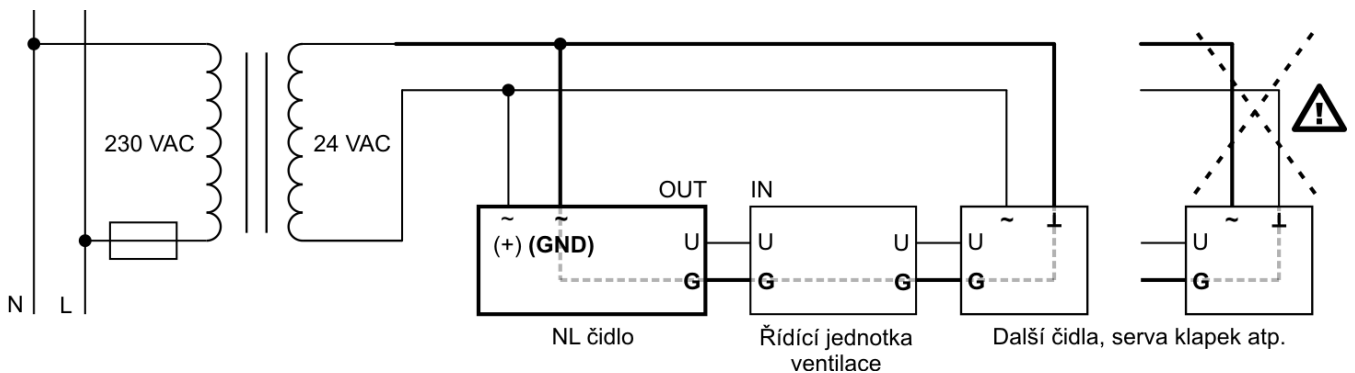 230 VAC
24 VAC
N
L
OUT
IN
~
~
(+) (GND)
U
G
U
G
U
G
~
⊥
U
G
~
⊥
U
G
!
NL čidlo
Řídící jednotka
ventilace
Další čidla, serva klapek atp.